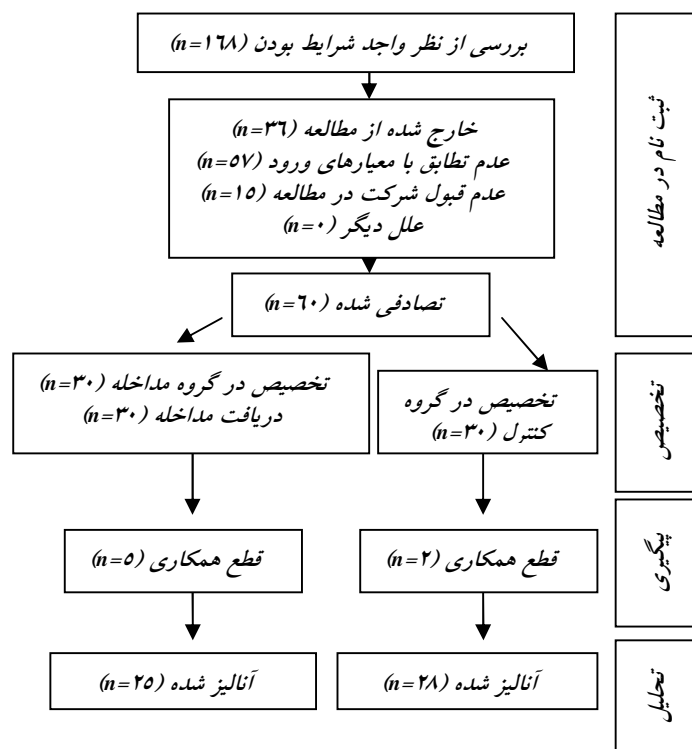 بررسی از نظر واجد شرایط بودن (n=۱۶۸)
ثبت نام در مطالعه
خارج شده از مطالعه (n=۳۶)
عدم تطابق با معیارهای ورود (n=۵۷)
عدم قبول شرکت در مطالعه (n=۱۵)
علل دیگر (n=۰)
تصادفی شده (n=۶۰)
تخصیص
تخصیص در گروه مداخله (n=۳۰)
دریافت مداخله (n=۳۰)
تخصیص در گروه
کنترل (n=۳۰)
پیگیری
قطع همکاری (n=۵)
قطع همکاری (n=۲)
تحلیل
آنالیز شده (n=۲۵)
آنالیز شده (n=۲۸)